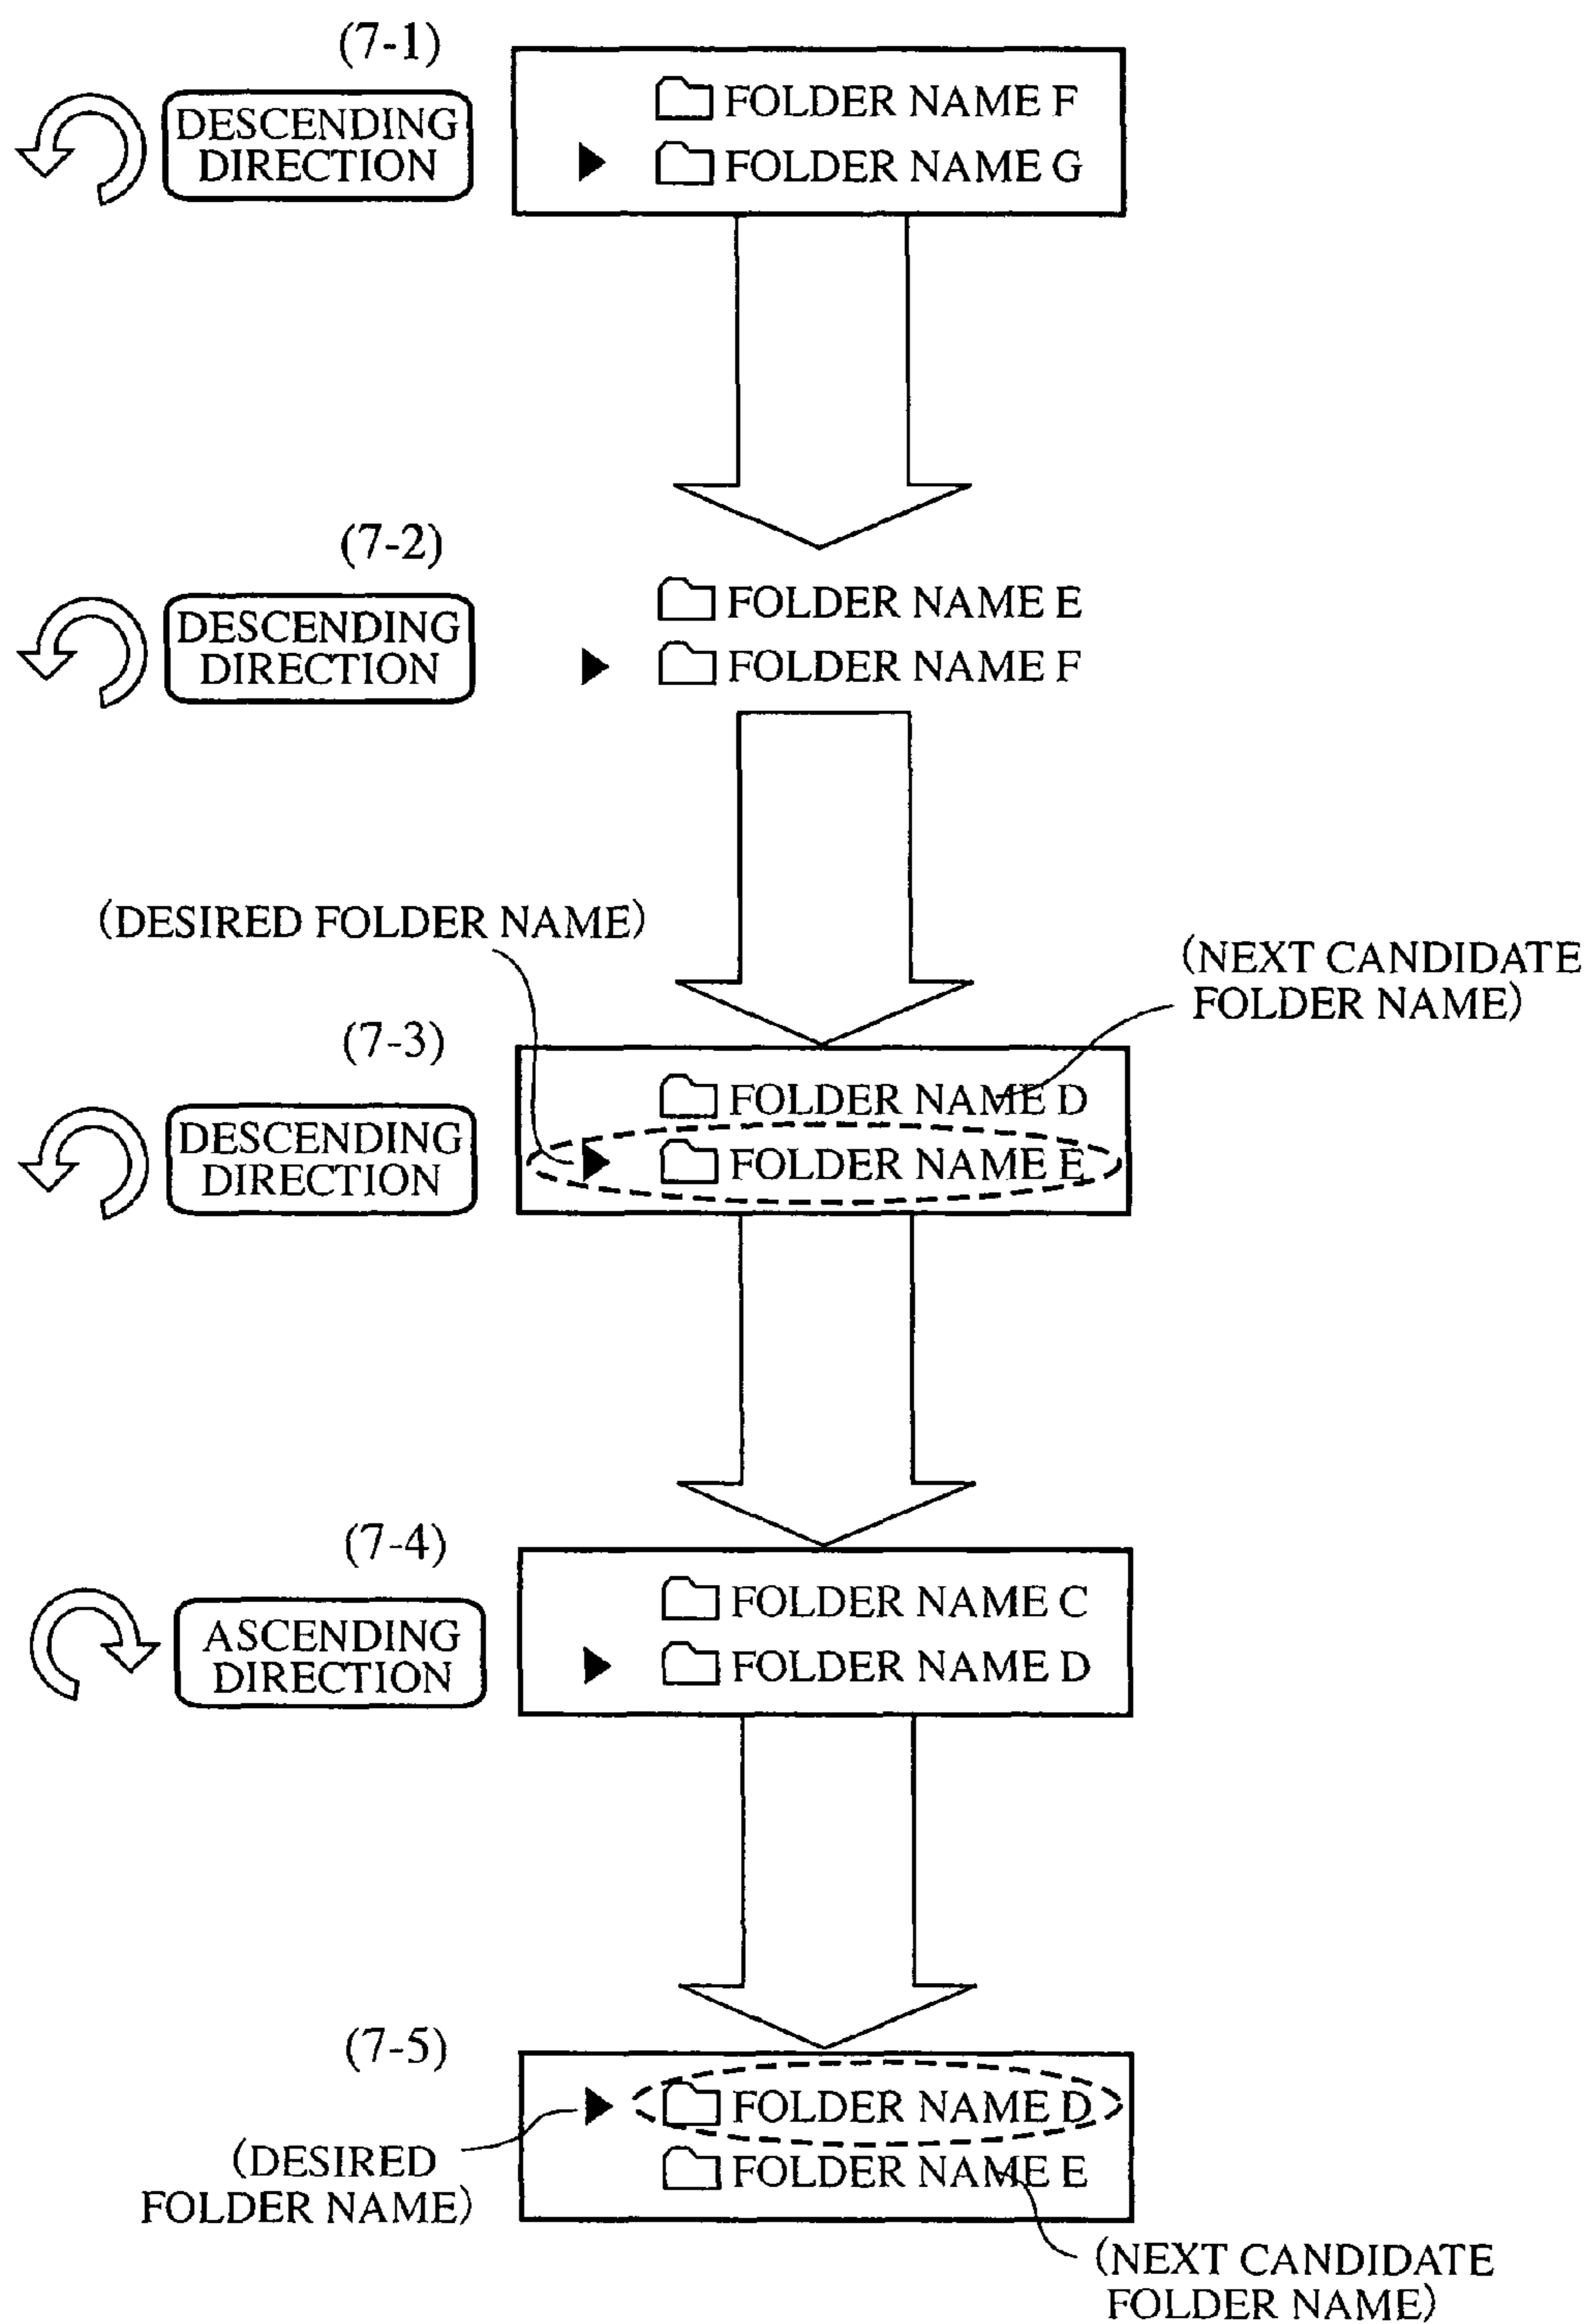 (7-1)
DESCENDING
DIRECTION
FOLDER NAME F
FOLDER NAME G
(7-2)
DESCENDING
DIRECTION
FOLDER NAME E
FOLDER NAME F
(DESIRED FOLDER NAME)
(NEXT CANDIDATE
FOLDER NAME)
(7-3)
DESCENDING
DIRECTION
FOLDER NAME D
FOLDER NAME E
(7-4)
ASCENDING
DIRECTION
FOLDER NAME C
FOLDER NAME D
(7-5)
FOLDER NAME D
FOLDER NAME E
(DESIRED
FOLDER NAME)
(NEXT CANDIDATE
FOLDER NAME)